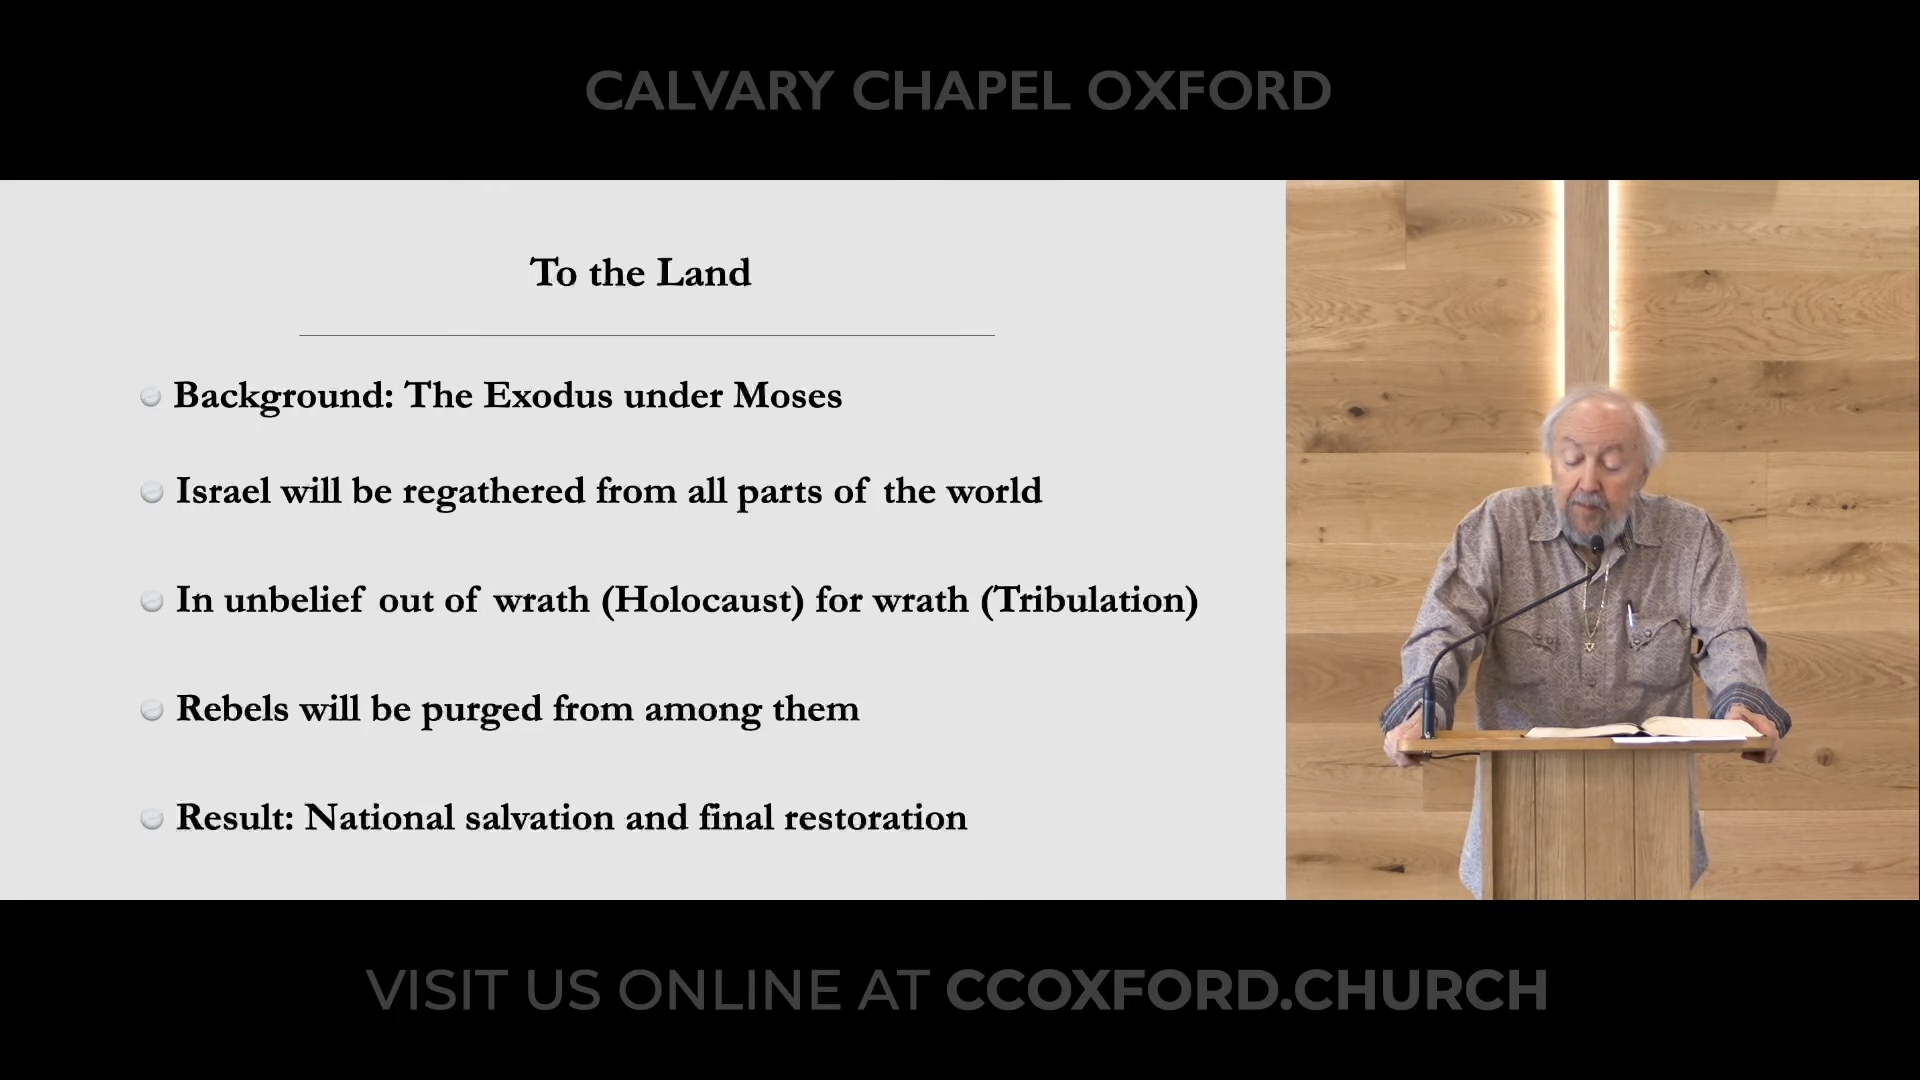 CALVARY CHAPEL OXFORD
To the Land
Background: The Exodus under Moses
Israel will be regathered from all parts of the world
In unbelief out of wrath (Holocaust) for wrath (Tribulation)
Rebels will be purged from among them
Result: National salvation and final restoration
VISIT US ONLINE AT CCOXFORD.CHURCH